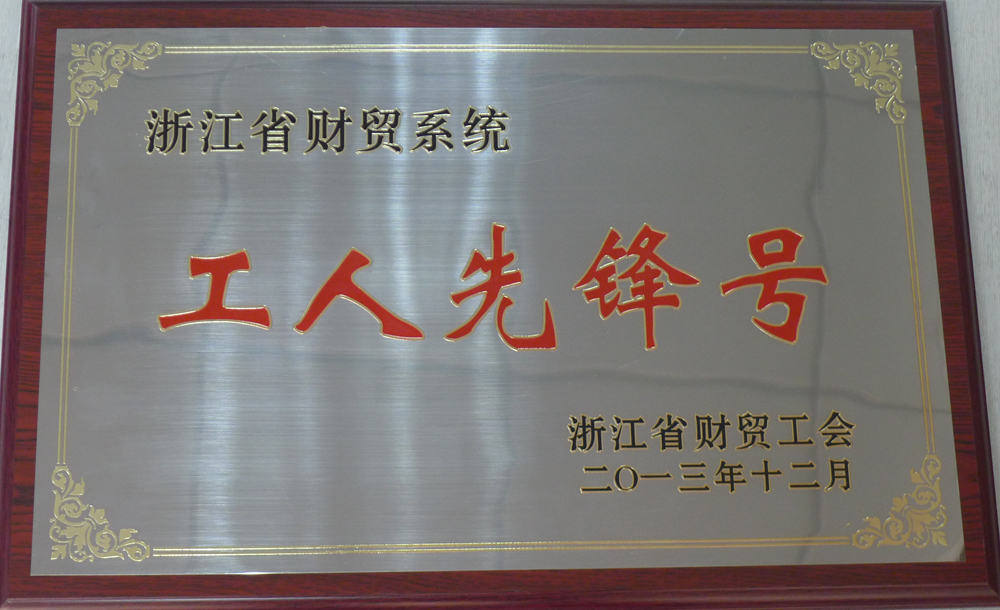 浙江省财贸系统
工人先锋号
浙江省财贸工会
二〇一三年十二月